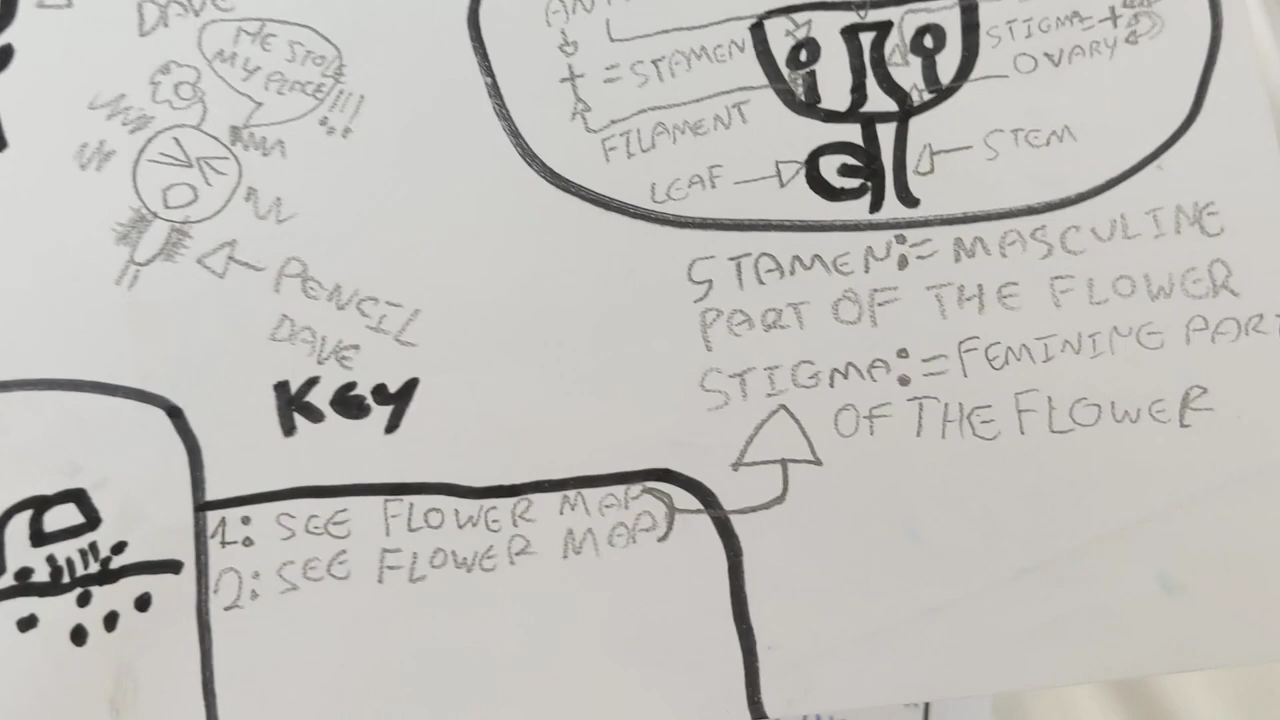 DAVE
HE STOLE
MY PLACE!!!
PENCIL
DAVE
KEY
1: SEE FLOWER MAP
2: SEE FLOWER MAP
+ = STAMEN
FILAMENT
LEAF
STIGMA +
OVARY
STEM
STAMEN:= MASCULINE
PART OF THE FLOWER
STIGMA:= FEMININE PART
OF THE FLOWER